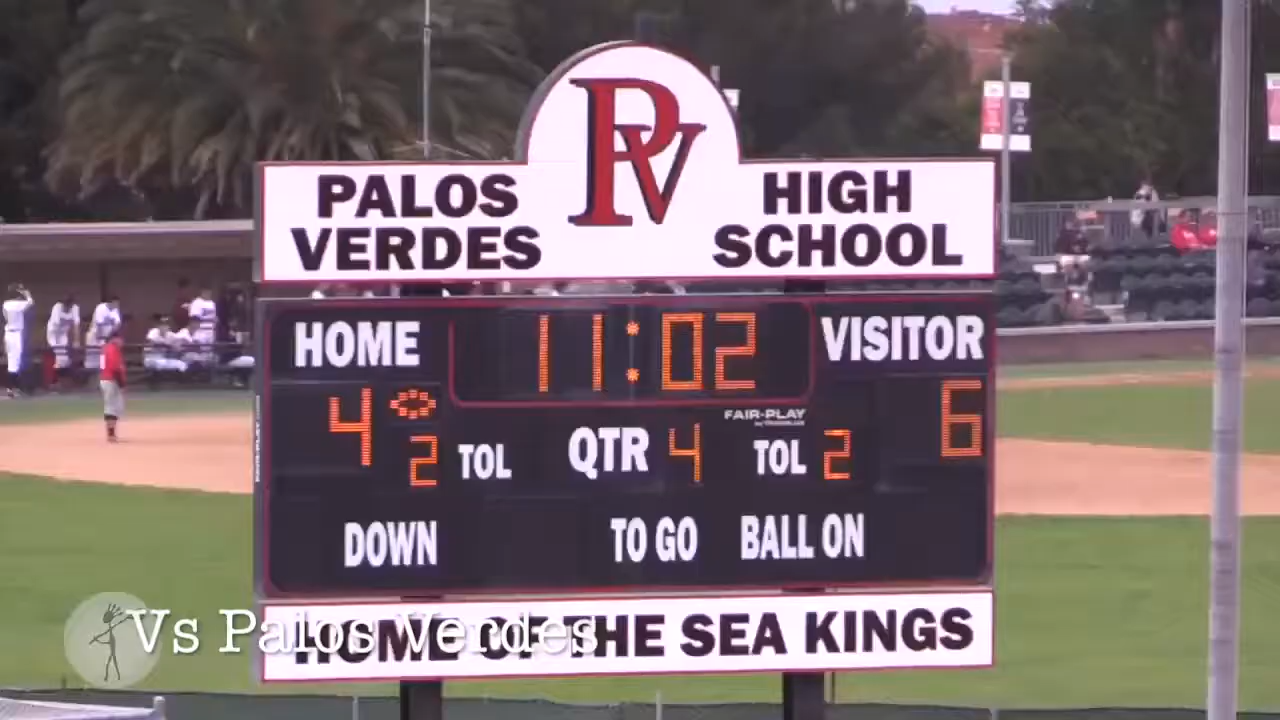 PV
PALOS VERDES
HIGH SCHOOL
HOME 11:02 VISITOR
4 6
FAIR-PLAY
2 TOL QTR 4 TOL 2
DOWN TO GO BALL ON
HOME OF THE SEA KINGS
Vs Palos Verdes